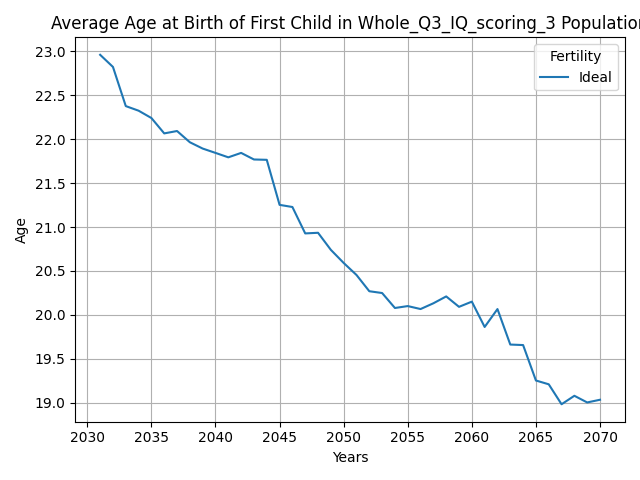 Average Age at Birth of First Child in Whole_Q3_IQ_scoring_3 Population
Fertility
Ideal
23.0
22.5
22.0
21.5
21.0
20.5
20.0
19.5
19.0
Age
2030 2035 2040 2045 2050 2055 2060 2065 2070
Years